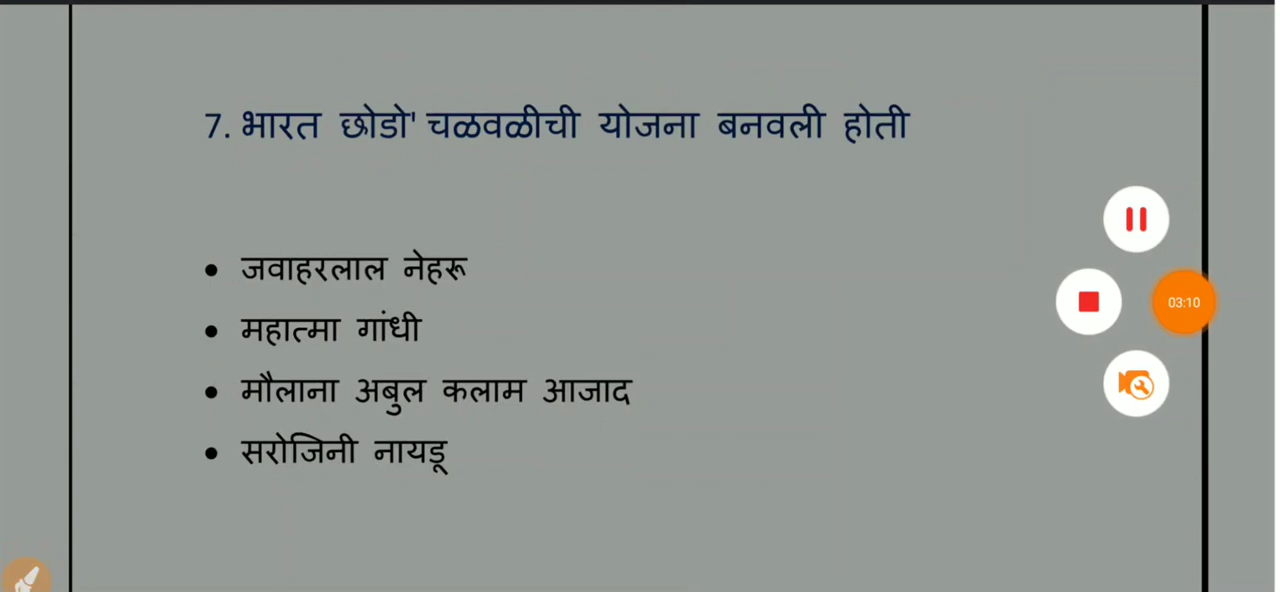 7. भारत छोडो' चळवळीची योजना बनवली होती
• जवाहरलाल नेहरू
• महात्मा गांधी
• मौलाना अबुल कलाम आजाद
• सरोजिनी नायडू
03:10